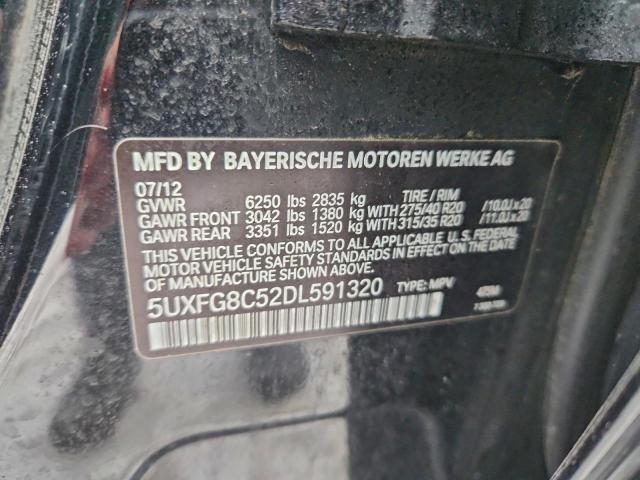 MFD BY BAYERISCHE MOTOREN WERKE AG
07/12 TIRE / RIM
GVWR 6250 lbs 2835 kg
GAWR FRONT 3042 lbs 1380 kg WITH 275/40 R20 /10.0J x 20
GAWR REAR 3351 lbs 1520 kg WITH 315/35 R20 /11.0J x 20
THIS VEHICLE CONFORMS TO ALL APPLICABLE U.S. FEDERAL
MOTOR VEHICLE SAFETY STANDARDS IN EFFECT ON THE
DATE OF MANUFACTURE SHOWN ABOVE.
5UXFG8C52DL591320 TYPE: MPV